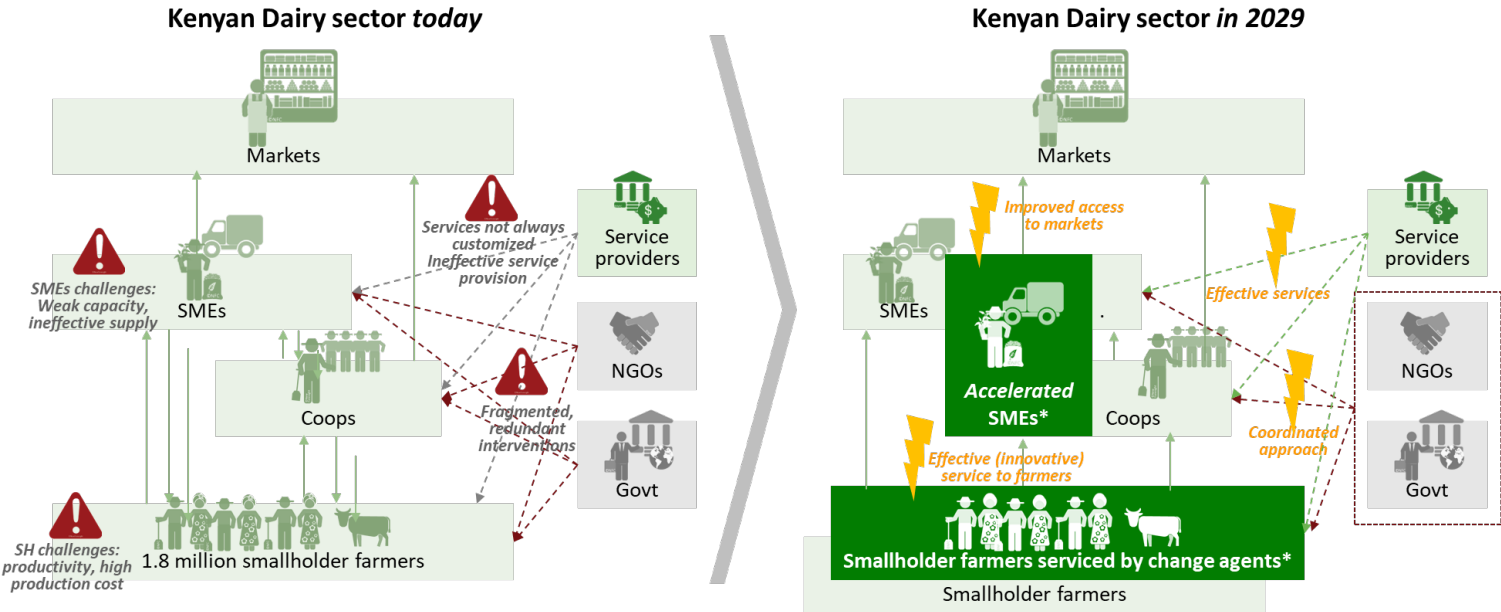 Kenyan Dairy sector today
Markets
Services not always
customized
Ineffective service
provision
Service
providers
SMEs challenges:
Weak capacity,
ineffective supply
SMEs
NGOs
Coops
Fragmented,
redundant
interventions
Govt
SH challenges:
productivity, high
production cost
1.8 million smallholder farmers
Kenyan Dairy sector in 2029
Markets
Improved access
to markets
Service
providers
Effective services
SMEs
.
NGOs
Accelerated
SMEs*
Coops
Coordinated
approach
Effective (innovative)
service to farmers
Govt
Smallholder farmers serviced by change agents*
Smallholder farmers